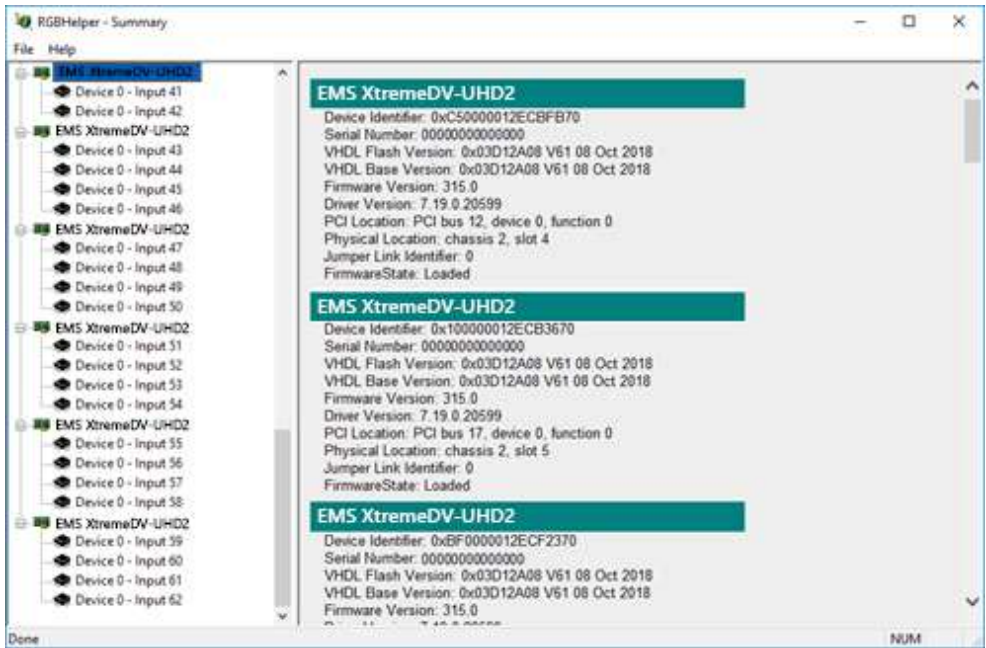 RGBHelper - Summary
File Help
EMS XtremeDV-UHD2
Device 0 - Input 41
Device 0 - Input 42
EMS XtremeDV-UHD2
Device 0 - Input 43
Device 0 - Input 44
Device 0 - Input 45
Device 0 - Input 46
EMS XtremeDV-UHD2
Device 0 - Input 47
Device 0 - Input 48
Device 0 - Input 49
Device 0 - Input 50
EMS XtremeDV-UHD2
Device 0 - Input 51
Device 0 - Input 52
Device 0 - Input 53
Device 0 - Input 54
EMS XtremeDV-UHD2
Device 0 - Input 55
Device 0 - Input 56
Device 0 - Input 57
Device 0 - Input 58
EMS XtremeDV-UHD2
Device 0 - Input 59
Device 0 - Input 60
Device 0 - Input 61
Device 0 - Input 62
EMS XtremeDV-UHD2
Device Identifier: 0xC50000012ECBFB70
Serial Number: 00000000000000
VHDL Flash Version: 0x03D12A08 V61 08 Oct 2018
VHDL Base Version: 0x03D12A08 V61 08 Oct 2018
Firmware Version: 315.0
Driver Version: 7.19.0.20599
PCI Location: PCI bus 12, device 0, function 0
Physical Location: chassis 2, slot 4
Jumper Link Identifier: 0
FirmwareState: Loaded
EMS XtremeDV-UHD2
Device Identifier: 0x100000012ECB3670
Serial Number: 00000000000000
VHDL Flash Version: 0x03D12A08 V61 08 Oct 2018
VHDL Base Version: 0x03D12A08 V61 08 Oct 2018
Firmware Version: 315.0
Driver Version: 7.19.0.20599
PCI Location: PCI bus 17, device 0, function 0
Physical Location: chassis 2, slot 5
Jumper Link Identifier: 0
FirmwareState: Loaded
EMS XtremeDV-UHD2
Device Identifier: 0xBF0000012ECF2370
Serial Number: 00000000000000
VHDL Flash Version: 0x03D12A08 V61 08 Oct 2018
VHDL Base Version: 0x03D12A08 V61 08 Oct 2018
Firmware Version: 315.0
Done
NUM